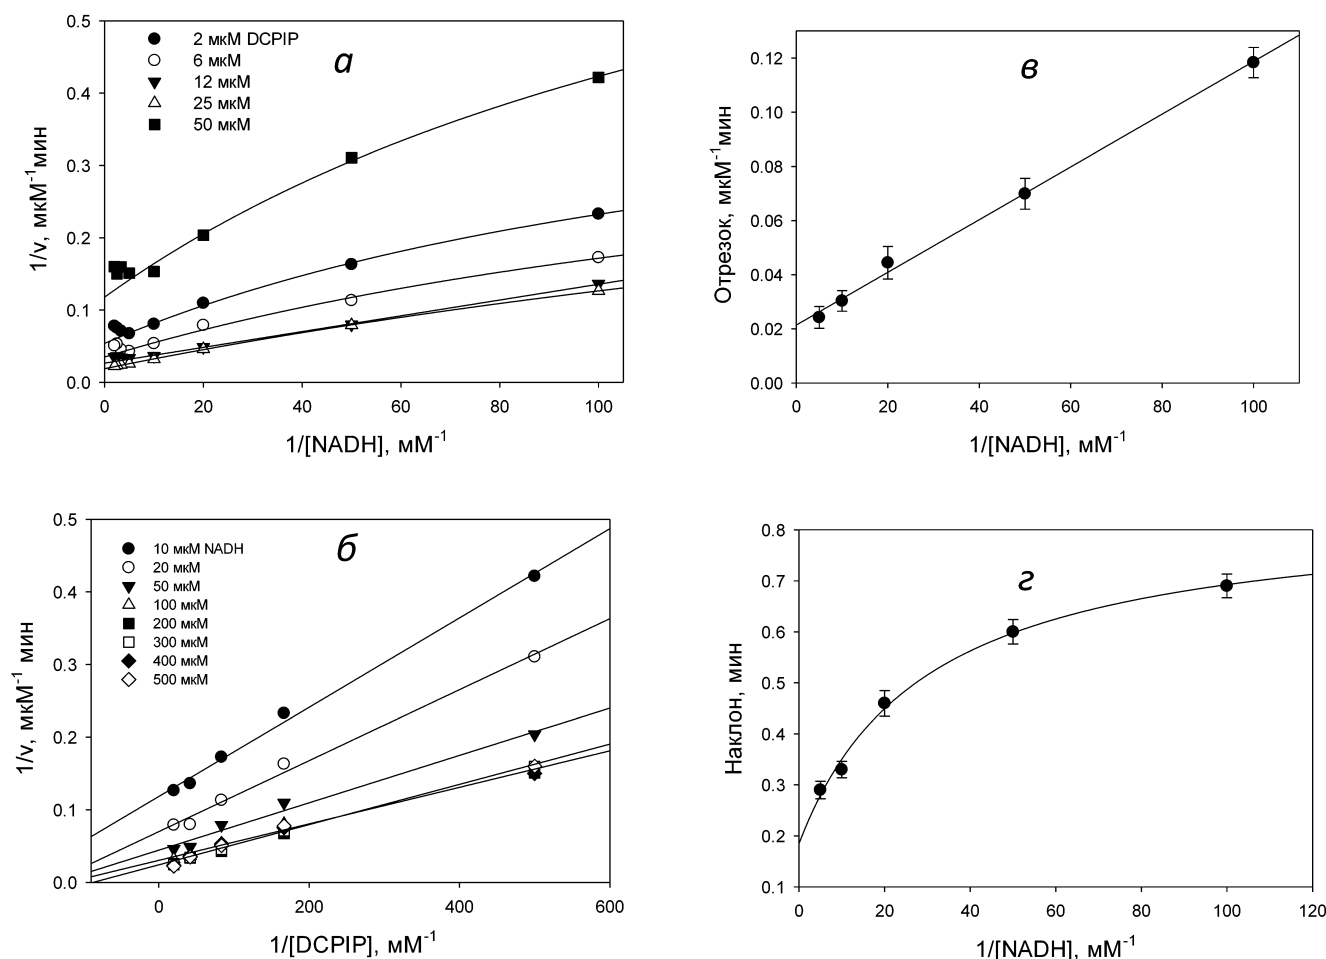 а
2 мкМ DCPIP
6 мкМ
12 мкМ
25 мкМ
50 мкМ
1/v, мкМ⁻¹мин
0.5
0.4
0.3
0.2
0.1
0.0
0 20 40 60 80 100
1/[NADH], мМ⁻¹
в
Отрезок, мкМ⁻¹мин
0.12
0.10
0.08
0.06
0.04
0.02
0.00
0 20 40 60 80 100
1/[NADH], мМ⁻¹
б
10 мкМ NADH
20 мкМ
50 мкМ
100 мкМ
200 мкМ
300 мкМ
400 мкМ
500 мкМ
1/v, мкМ⁻¹ мин
0.5
0.4
0.3
0.2
0.1
0.0
0 200 400 600
1/[DCPIP], мМ⁻¹
г
Наклон, мин
0.8
0.7
0.6
0.5
0.4
0.3
0.2
0.1
0 20 40 60 80 100 120
1/[NADH], мМ⁻¹